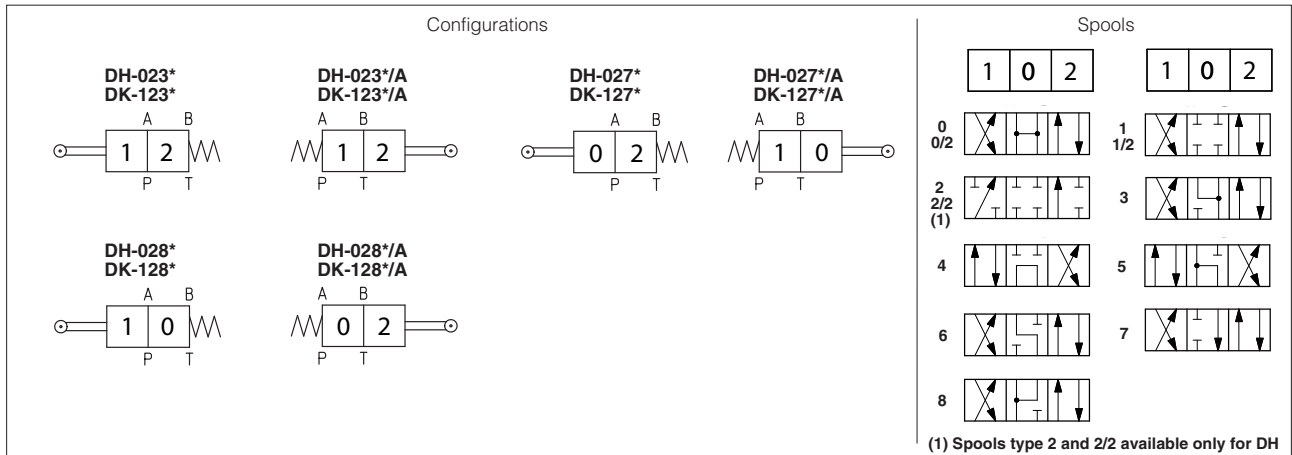 Configurations
DH-023*
DK-123*
A B
1 2
P T
DH-023*/A
DK-123*/A
A B
1 2
P T
DH-027*
DK-127*
A B
0 2
P T
DH-027*/A
DK-127*/A
A B
1 0
P T
DH-028*
DK-128*
A B
1 0
P T
DH-028*/A
DK-128*/A
A B
0 2
P T
Spools
1 0 2
1 0 2
0
0/2
1
1/2
2
2/2
(1)
3
4
5
6
7
8
(1) Spools type 2 and 2/2 available only for DH